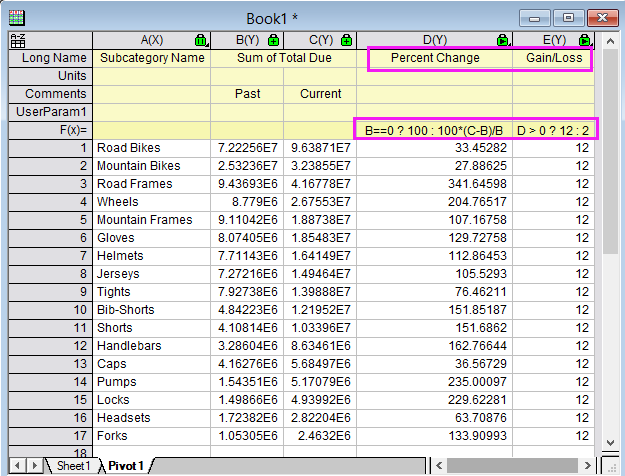 Book1 *
A(X) B(Y) C(Y) D(Y) E(Y)
Long Name Subcategory Name Sum of Total Due Percent Change Gain/Loss
Units
Comments Past Current
UserParam1
F(x)= B==0 ? 100 : 100*(C-B)/B D > 0 ? 12 : 2
1 Road Bikes 7.22256E7 9.63871E7 33.45282 12
2 Mountain Bikes 2.53236E7 3.23855E7 27.88625 12
3 Road Frames 9.43693E6 4.16778E7 341.64598 12
4 Wheels 8.779E6 2.67553E7 204.76517 12
5 Mountain Frames 9.11042E6 1.88738E7 107.16758 12
6 Gloves 8.07405E6 1.85483E7 129.72758 12
7 Helmets 7.71143E6 1.64149E7 112.86453 12
8 Jerseys 7.27216E6 1.49464E7 105.5293 12
9 Tights 7.92738E6 1.39888E7 76.46211 12
10 Bib-Shorts 4.84223E6 1.21952E7 151.85187 12
11 Shorts 4.10814E6 1.03396E7 151.6862 12
12 Handlebars 3.28604E6 8.63461E6 162.76644 12
13 Caps 4.16276E6 5.68497E6 36.56729 12
14 Pumps 1.54351E6 5.17079E6 235.00097 12
15 Locks 1.49866E6 4.93992E6 229.62281 12
16 Headsets 1.72382E6 2.82204E6 63.70876 12
17 Forks 1.05305E6 2.4632E6 133.90993 12
18
Sheet1 Pivot 1